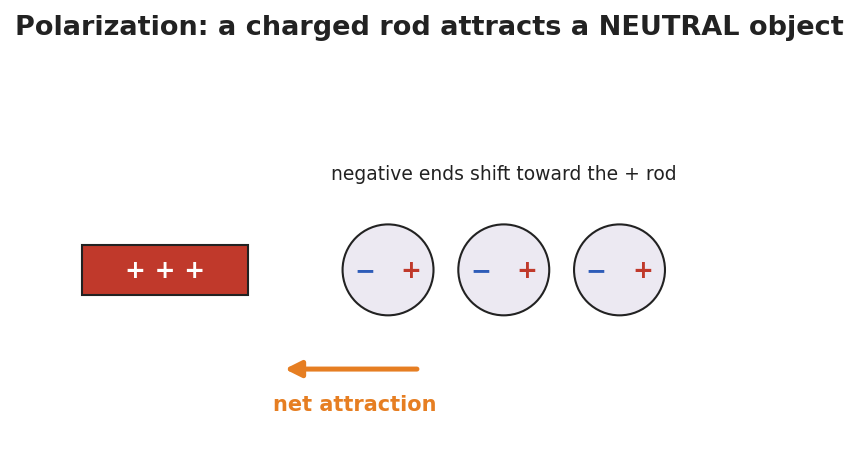 Polarization: a charged rod attracts a NEUTRAL object
negative ends shift toward the + rod
+ + +
− +
− +
− +
net attraction